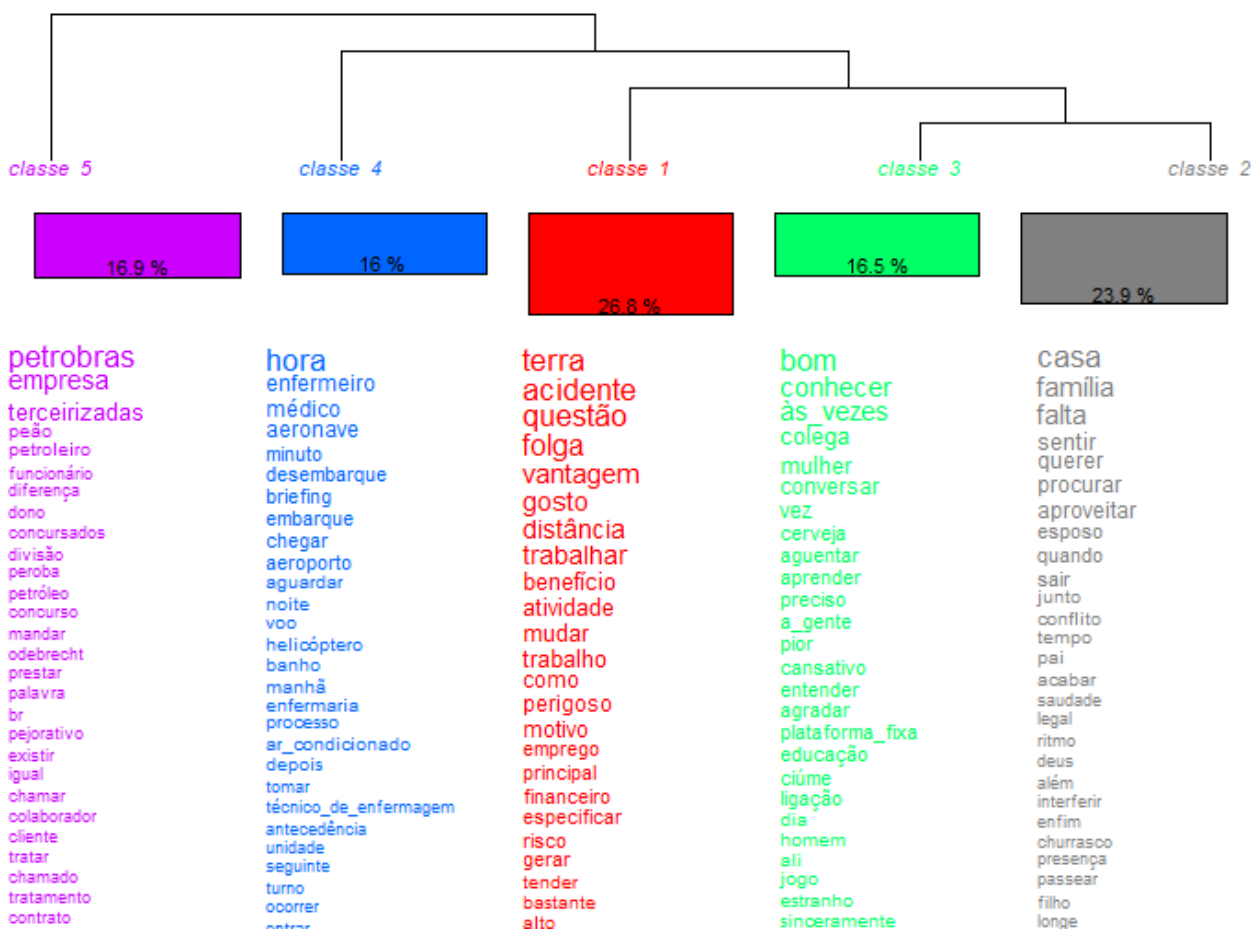 classe 5
classe 4
classe 1
classe 3
classe 2
16.9 %
16 %
26.8 %
16.5 %
23.9 %
petrobras
empresa
terceirizadas
peão
petroleiro
funcionário
diferença
dono
concursados
divisão
peroba
petróleo
concurso
mandar
odebrecht
prestar
palavra
br
pejorativo
existir
igual
chamar
colaborador
cliente
tratar
chamado
tratamento
contrato
hora
enfermeiro
médico
aeronave
minuto
desembarque
briefing
embarque
chegar
aeroporto
aguardar
noite
voo
helicóptero
banho
manhã
enfermaria
processo
ar_condicionado
depois
tomar
técnico_de_enfermagem
antecedência
unidade
seguinte
turno
ocorrer
entrar
terra
acidente
questão
folga
vantagem
gosto
distância
trabalhar
benefício
atividade
mudar
trabalho
como
perigoso
motivo
emprego
principal
financeiro
especificar
risco
gerar
tender
bastante
alto
bom
conhecer
às_vezes
colega
mulher
conversar
vez
cerveja
aguentar
aprender
preciso
a_gente
pior
cansativo
entender
agradar
plataforma_fixa
educação
ciúme
ligação
dia
homem
ali
jogo
estranho
sinceramente
casa
família
falta
sentir
querer
procurar
aproveitar
esposo
quando
sair
junto
conflito
tempo
pai
acabar
saudade
legal
ritmo
deus
além
interferir
enfim
churrasco
presença
passear
filho
longe